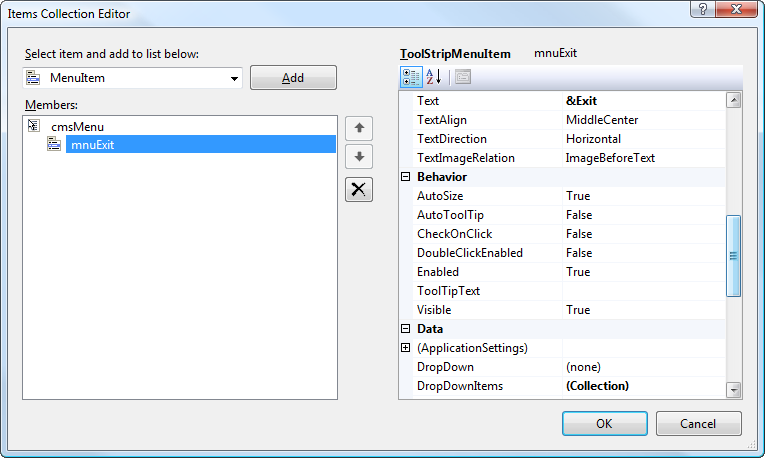 Items Collection Editor
Select item and add to list below:
MenuItem
Add
Members:
cmsMenu
mnuExit
ToolStripMenuItem mnuExit
Text &Exit
TextAlign MiddleCenter
TextDirection Horizontal
TextImageRelation ImageBeforeText
Behavior
AutoSize True
AutoToolTip False
CheckOnClick False
DoubleClickEnabled False
Enabled True
ToolTipText
Visible True
Data
(ApplicationSettings)
DropDown (none)
DropDownItems (Collection)
OK Cancel